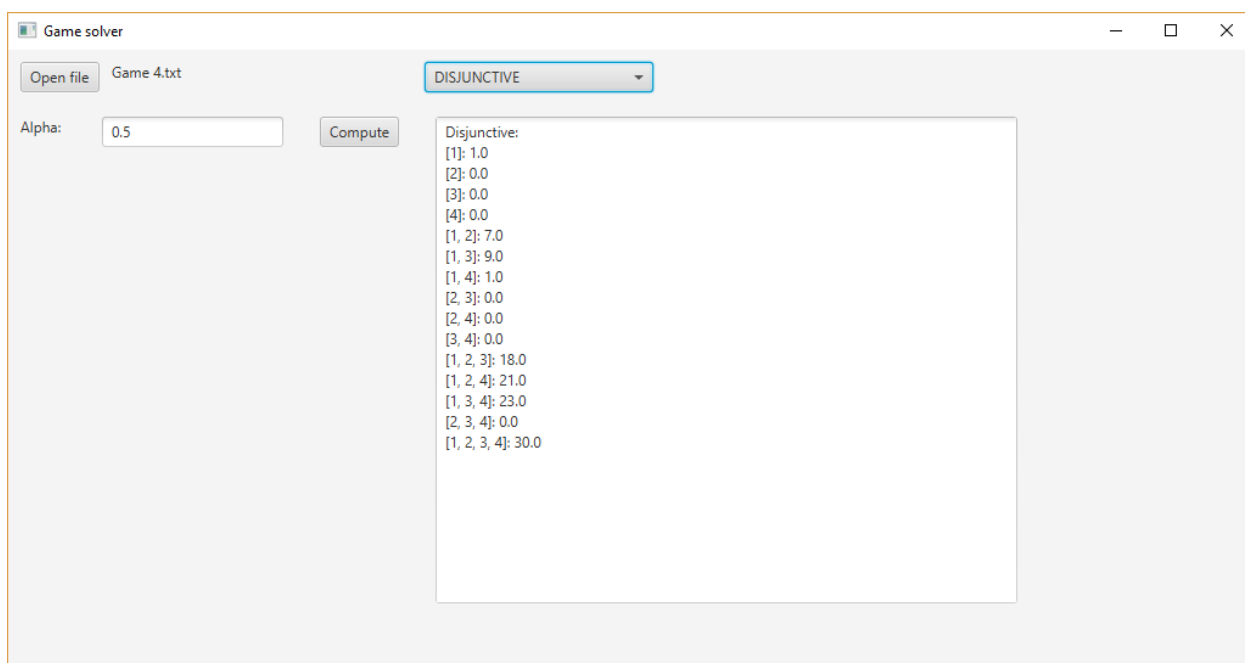 Game solver
Open file
Game 4.txt
DISJUNCTIVE
Alpha:
0.5
Compute
Disjunctive:
[1]: 1.0
[2]: 0.0
[3]: 0.0
[4]: 0.0
[1, 2]: 7.0
[1, 3]: 9.0
[1, 4]: 1.0
[2, 3]: 0.0
[2, 4]: 0.0
[3, 4]: 0.0
[1, 2, 3]: 18.0
[1, 2, 4]: 21.0
[1, 3, 4]: 23.0
[2, 3, 4]: 0.0
[1, 2, 3, 4]: 30.0